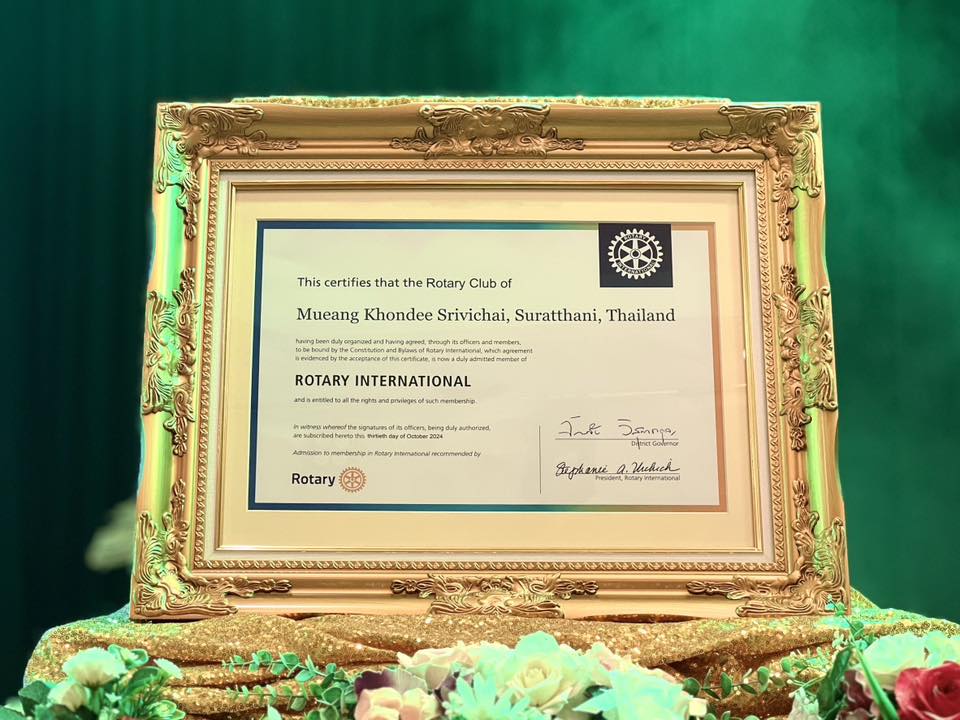 ROTARY
INTERNATIONAL
This certifies that the Rotary Club of
Mueang Khondee Srivichai, Suratthani, Thailand
having been duly organized and having agreed, through its officers and members,
to be bound by the Constitution and Bylaws of Rotary International, which agreement
is evidenced by the acceptance of this certificate, is now a duly admitted member of
ROTARY INTERNATIONAL
and is entitled to all the rights and privileges of such membership.
In witness whereof the signatures of its officers, being duly authorized,
are subscribed hereto this thirtieth day of October 2024
District Governor
Admission to membership in Rotary International recommended by
Stephanie A. Urchick
President, Rotary International
Rotary